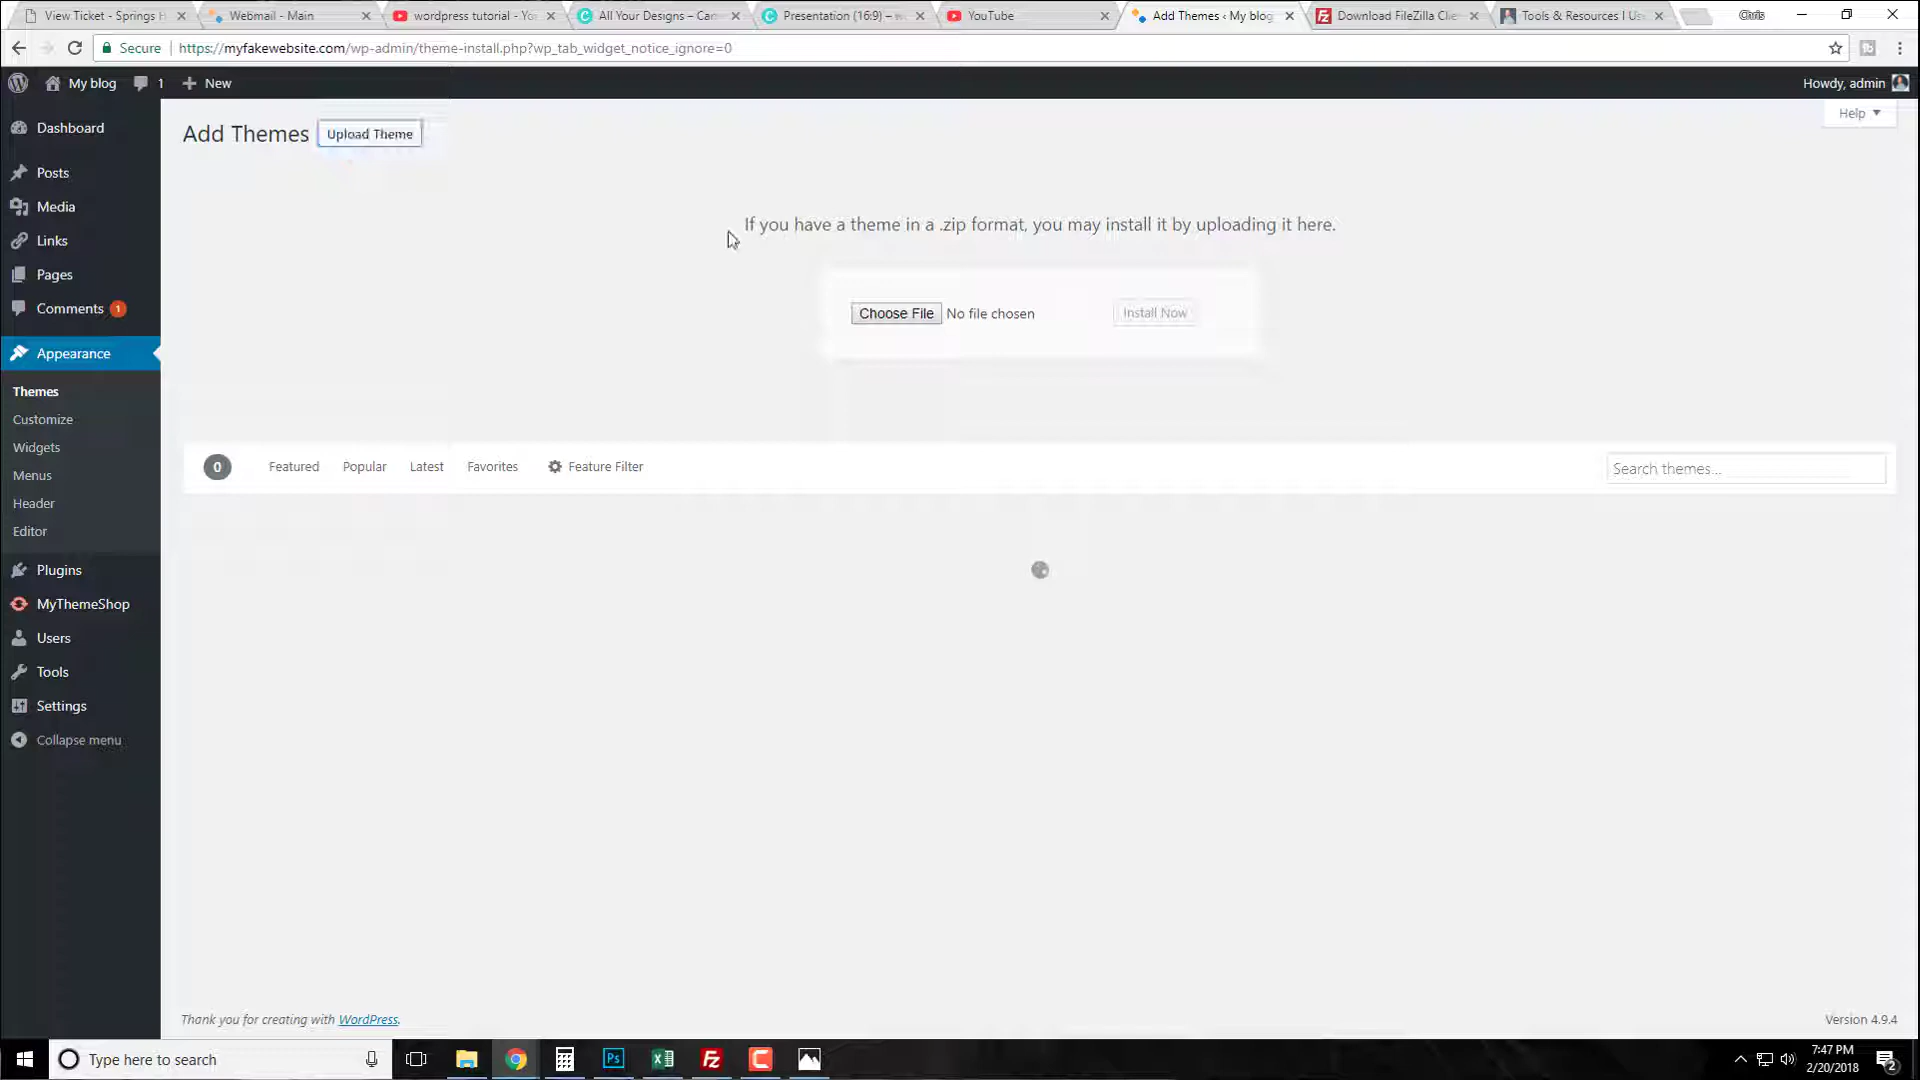 View Ticket - Springs H
Webmail - Main
wordpress tutorial - Yo
All Your Designs – Can
Presentation (16:9) – w
YouTube
Add Themes ‹ My blog
Download FileZilla Clie
Tools & Resources I Us
Chris
Secure
https://myfakewebsite.com/wp-admin/theme-install.php?wp_tab_widget_notice_ignore=0
My blog
1
New
Howdy, admin
Help
Dashboard
Posts
Media
Links
Pages
Comments 1
Appearance
Themes
Customize
Widgets
Menus
Header
Editor
Plugins
MyThemeShop
Users
Tools
Settings
Collapse menu
Add Themes
Upload Theme
If you have a theme in a .zip format, you may install it by uploading it here.
Choose File No file chosen
Install Now
0
Featured
Popular
Latest
Favorites
Feature Filter
Search themes...
Thank you for creating with WordPress.
Version 4.9.4
Type here to search
Ps
7:47 PM
2/20/2018
2